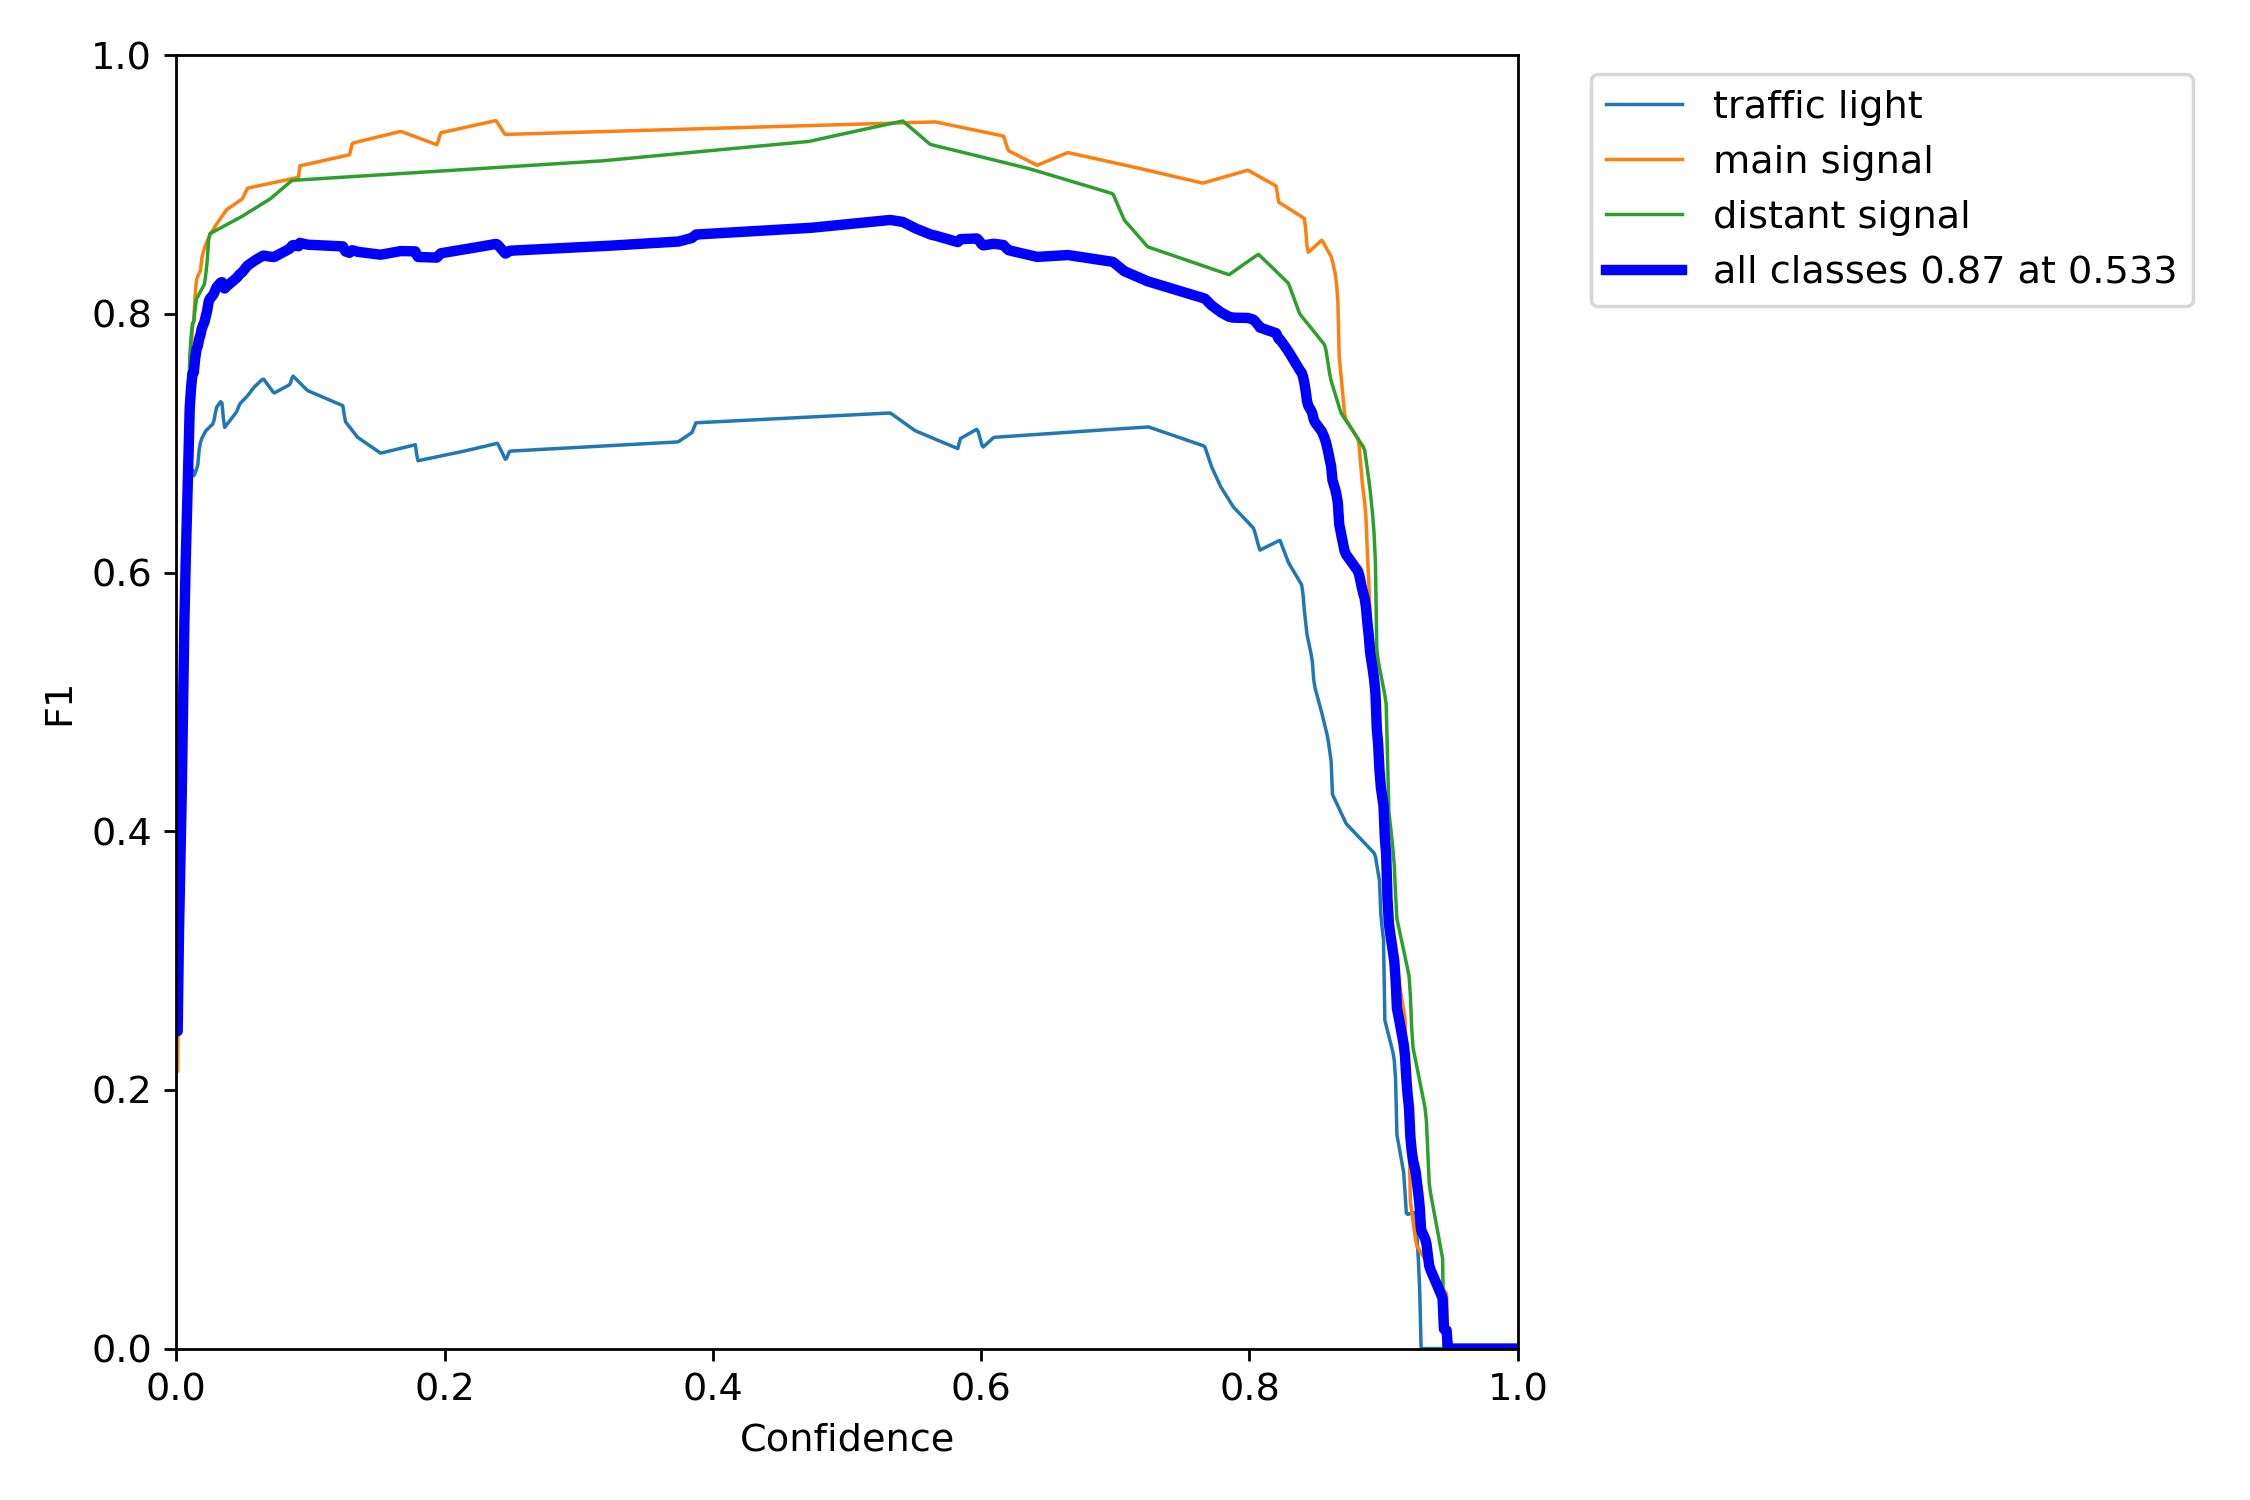 1.0
0.8
0.6
0.4
0.2
0.0
F1
0.0 0.2 0.4 0.6 0.8 1.0
Confidence
traffic light
main signal
distant signal
all classes 0.87 at 0.533